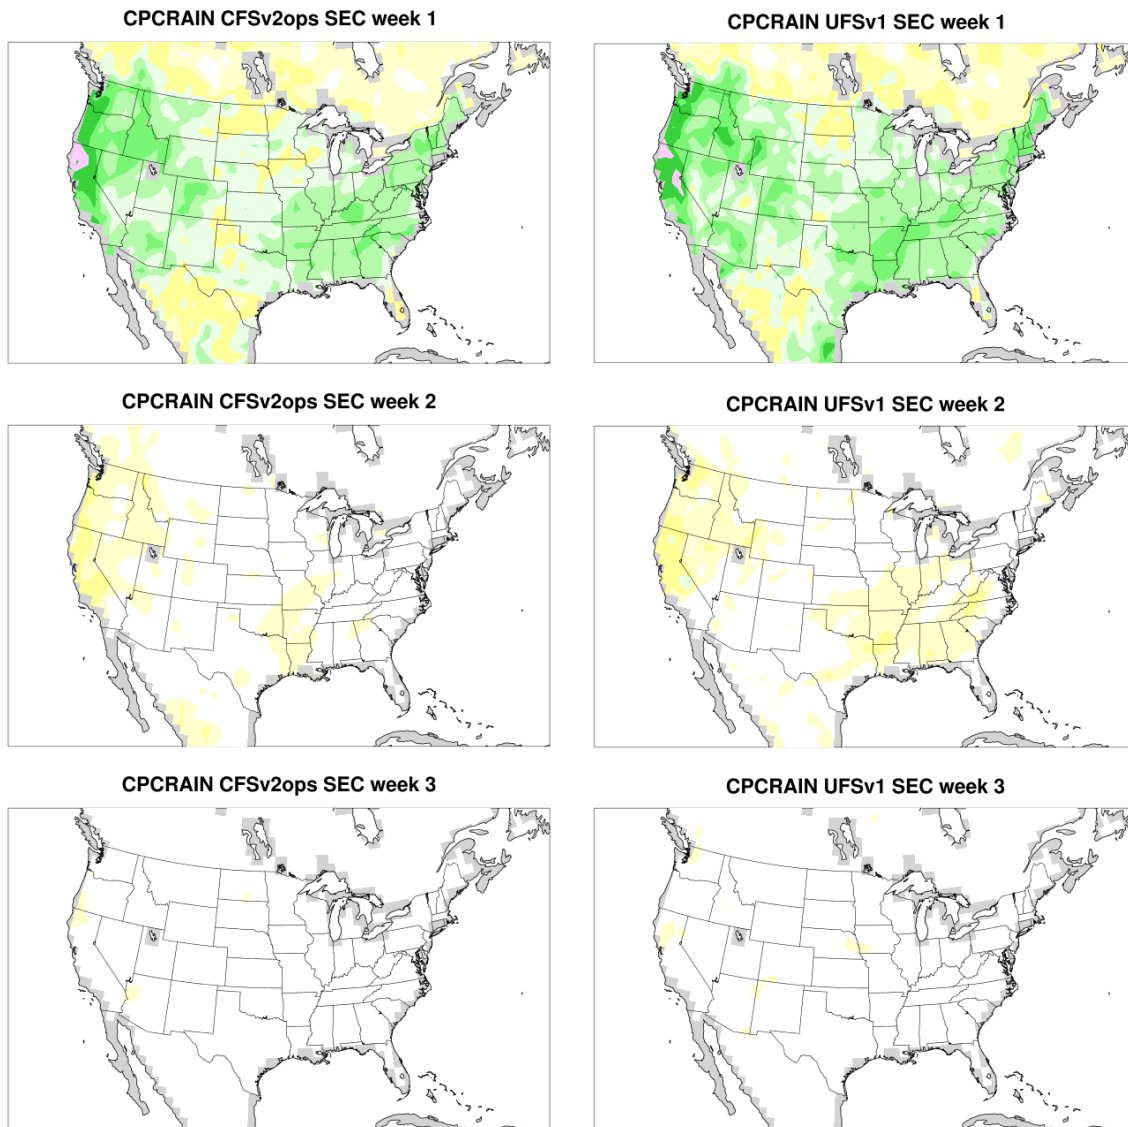 CPCRAIN CFSv2ops SEC week 1
CPCRAIN UFSv1 SEC week 1
CPCRAIN CFSv2ops SEC week 2
CPCRAIN UFSv1 SEC week 2
CPCRAIN CFSv2ops SEC week 3
CPCRAIN UFSv1 SEC week 3